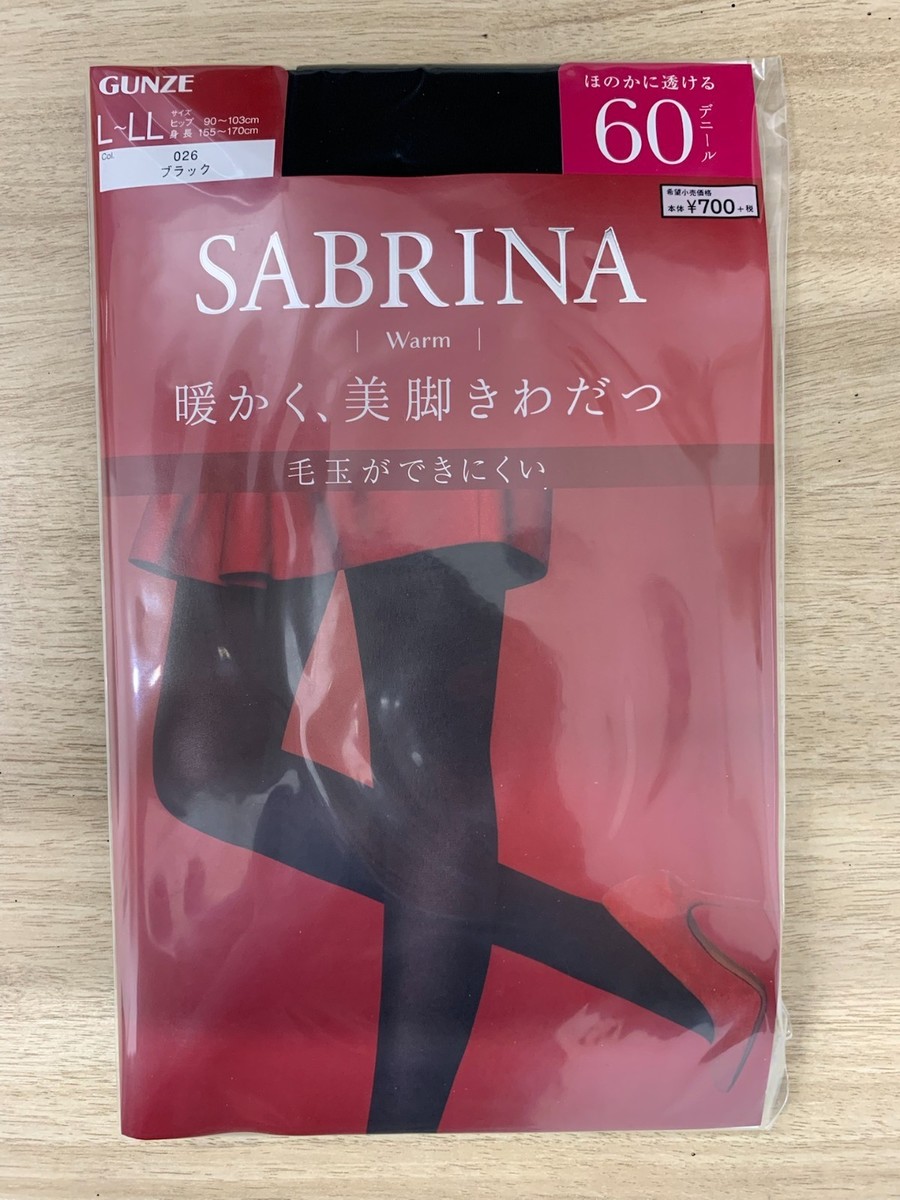 GUNZE
L~LL
サイズ
ヒップ 90~103cm
身長 155~170cm
Col.
026
ブラック
ほのかに透ける
60
デニール
希望小売価格
本体 ¥700+税
SABRINA
Warm
暖かく、美脚きわだつ
毛玉ができにくい